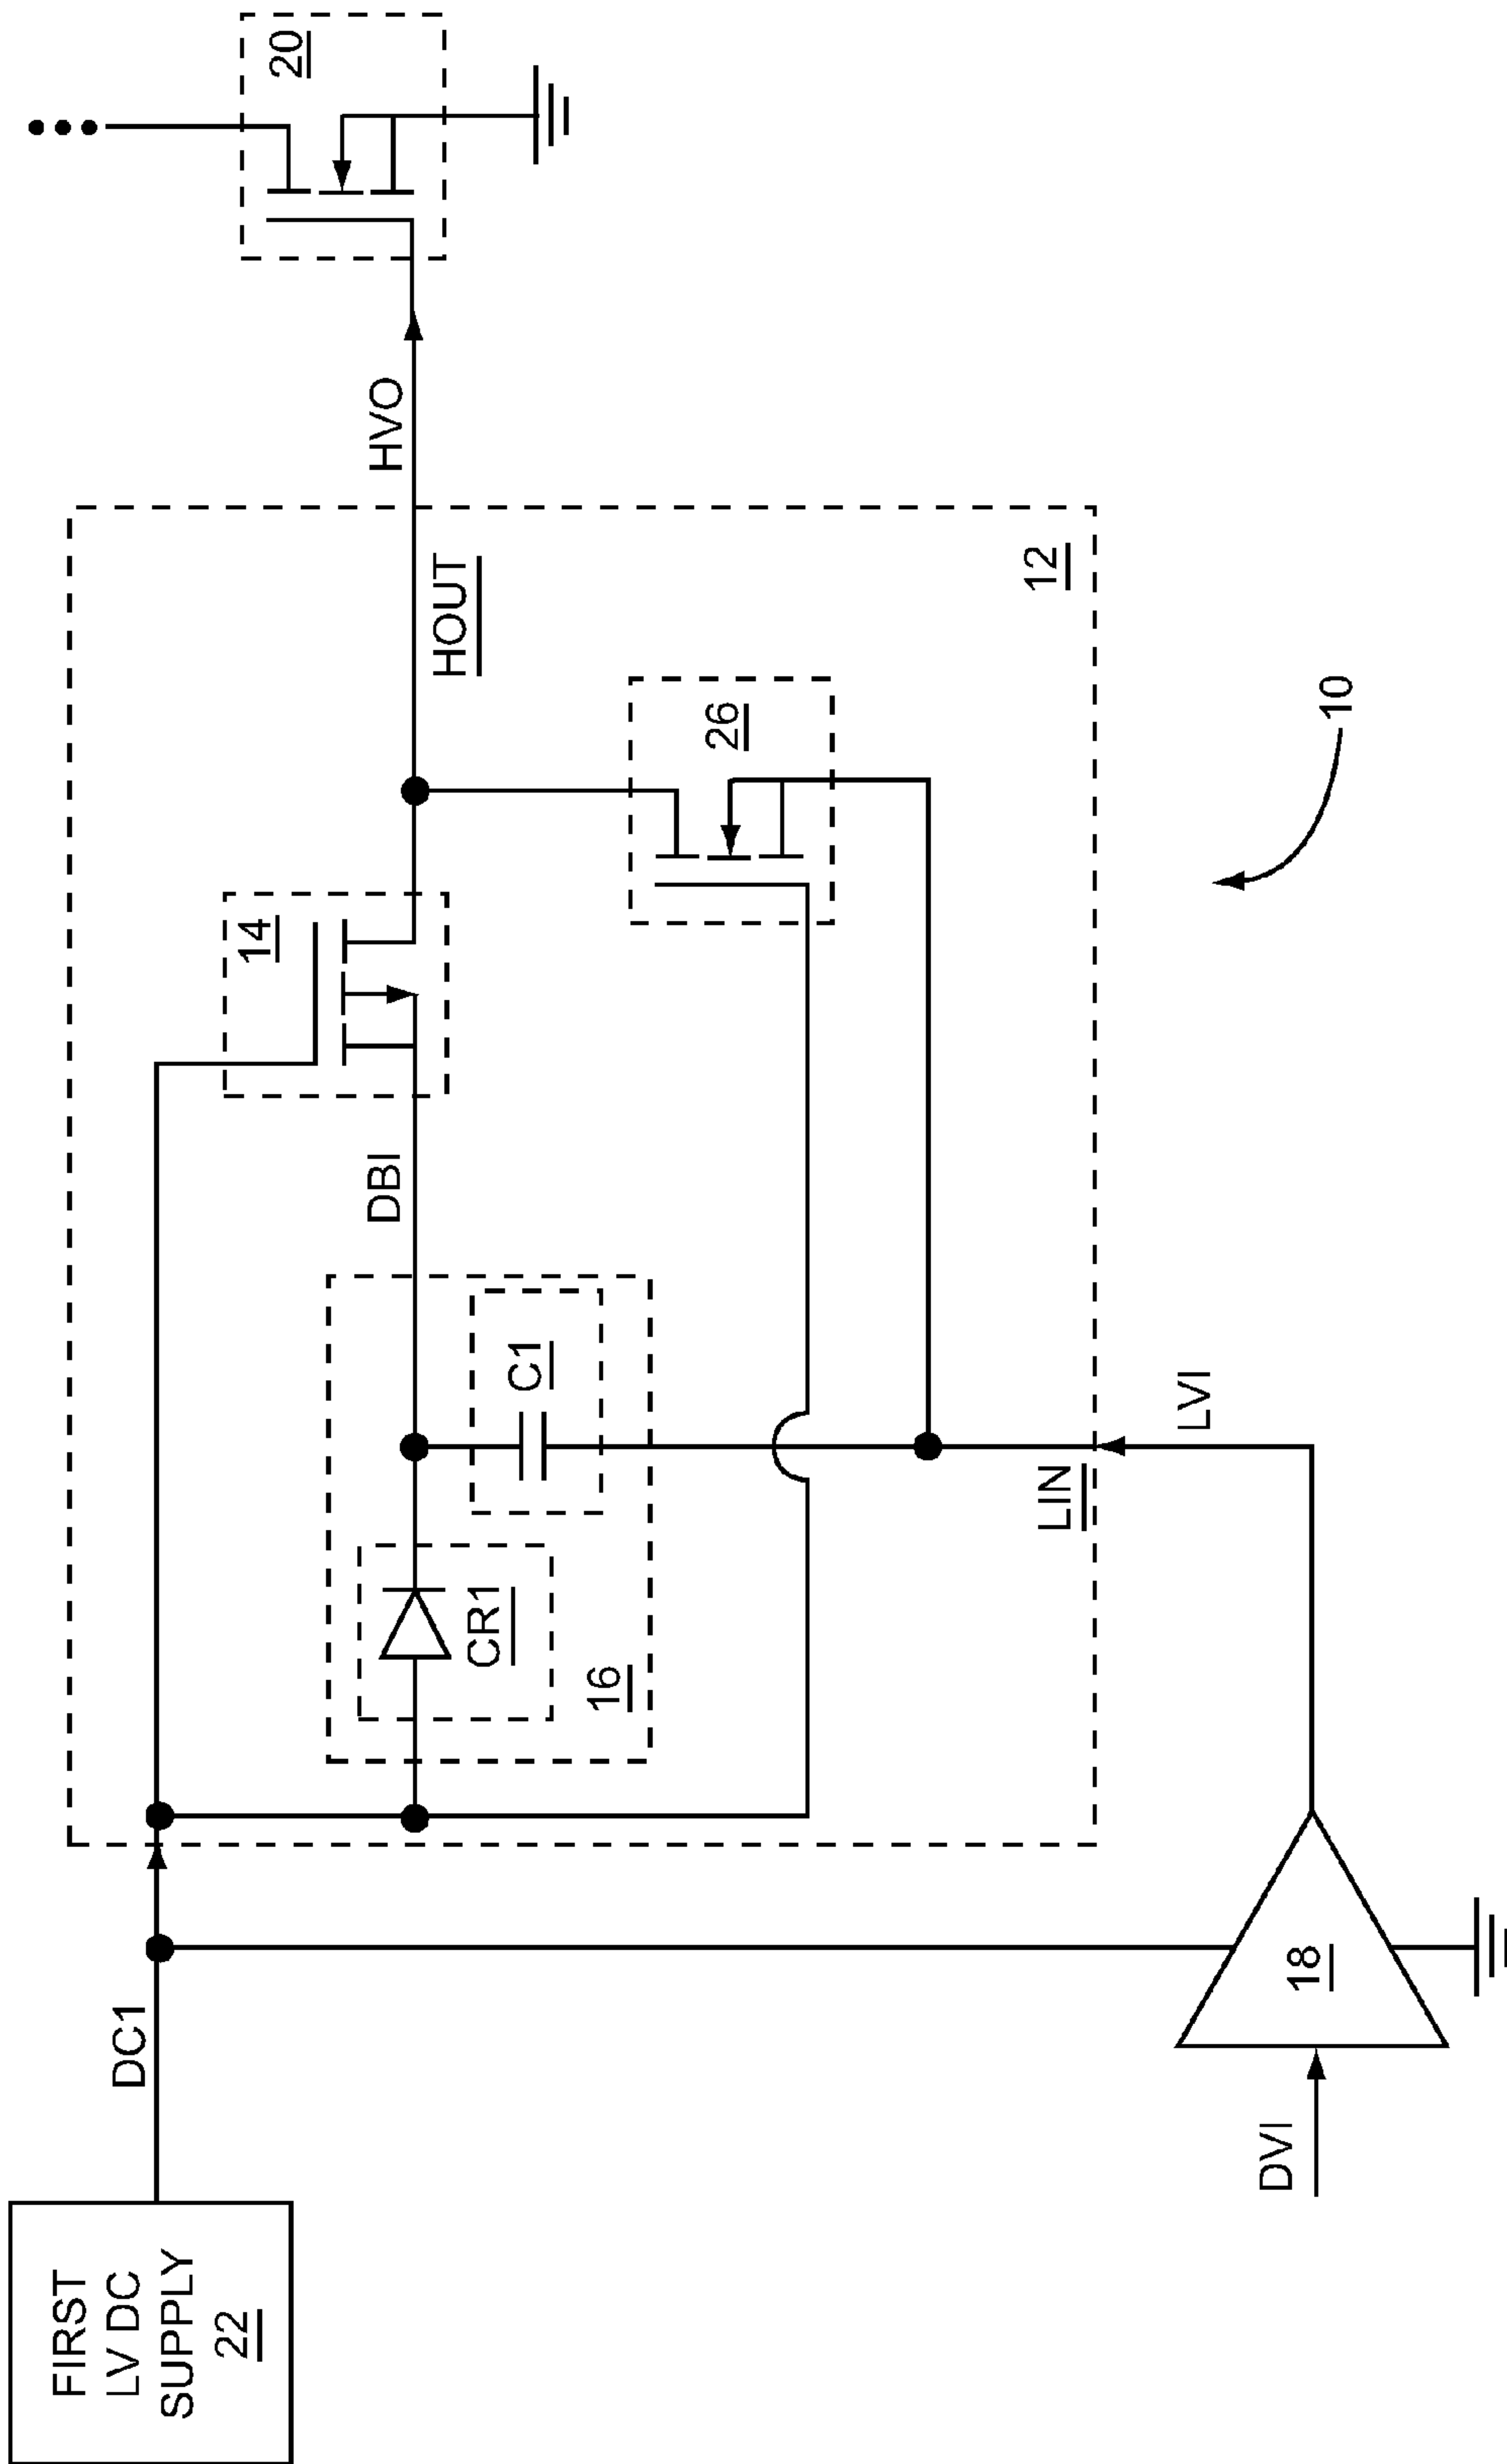 FIRST
LV DC
SUPPLY
22
DC1
DVI
18
LVI
LIN
16
CR1
C1
DBI
14
26
HOUT
12
HVO
20
10